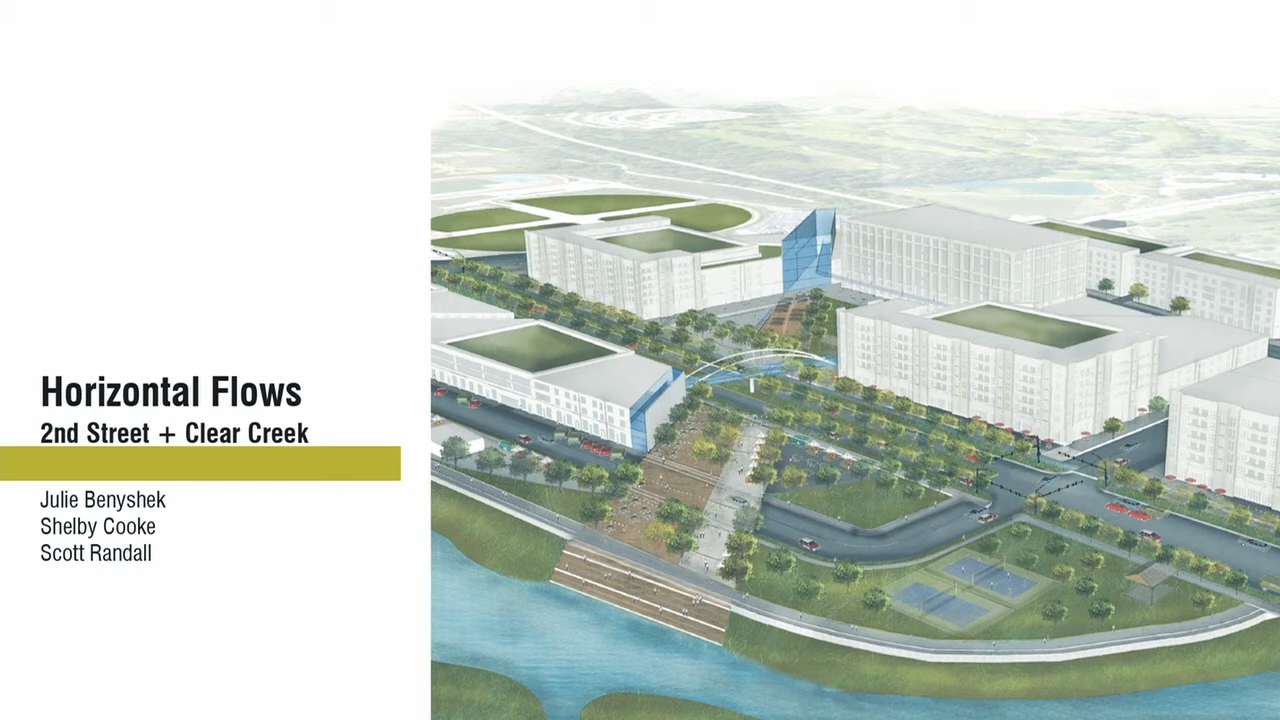 Horizontal Flows
2nd Street + Clear Creek
Julie Benyshek
Shelby Cooke
Scott Randall